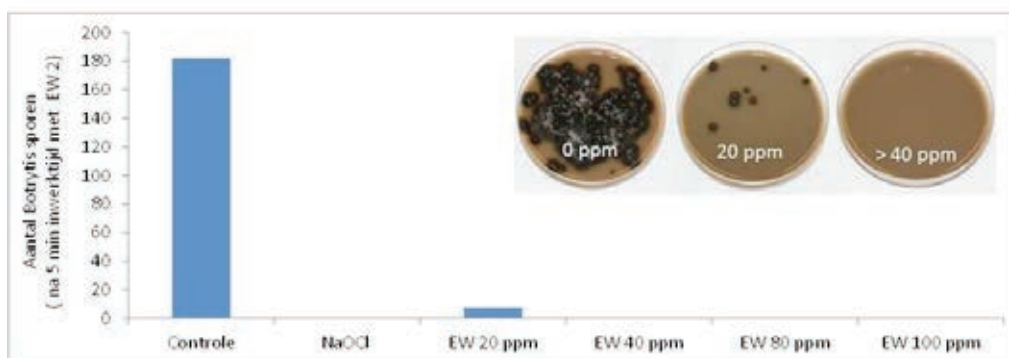 Aantal Botrytis sporen
( na 5 min inwerktijd met EW 2)
200
180
160
140
120
100
80
60
40
20
0
Controle
NaOCl
EW 20 ppm
EW 40 ppm
EW 80 ppm
EW 100 ppm
0 ppm
20 ppm
> 40 ppm